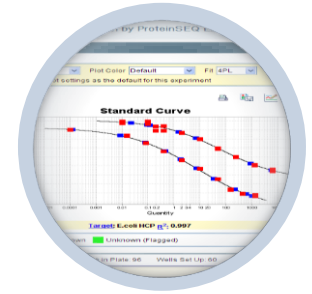 by ProteinSEQ
Plot Color Default Fit 4PL
settings as the default for this experiment
Standard Curve
Quantity
Target: E.coli HCP r²: 0.997
Unknown (Flagged)
in Plate: 96 Wells Set Up: 60